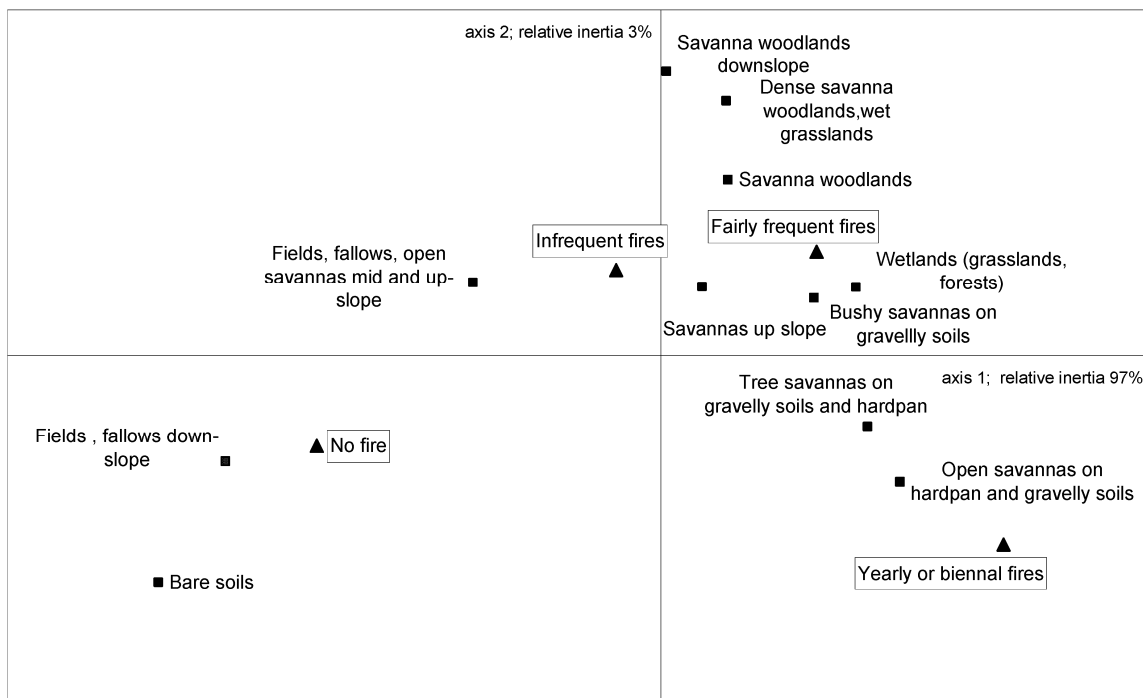 axis 2; relative inertia 3%
Savanna woodlands
downslope
Dense savanna
woodlands,wet
grasslands
Savanna woodlands
Fairly frequent fires
Infrequent fires
Fields, fallows, open
savannas mid and up-
slope
Wetlands (grasslands,
forests)
Savannas up slope
Bushy savannas on
gravellly soils
axis 1;  relative inertia 97%
Tree savannas on
gravelly soils and hardpan
Fields , fallows down-
slope
No fire
Open savannas on
hardpan and gravelly soils
Yearly or biennal fires
Bare soils